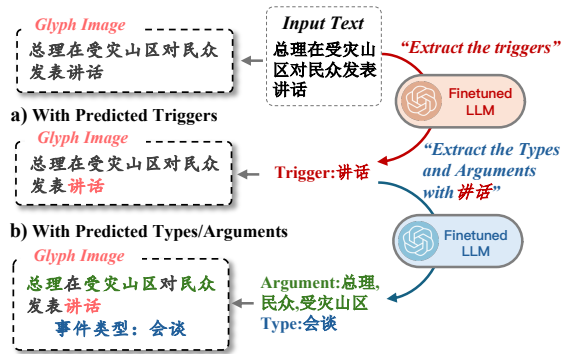 Glyph Image
总理在受灾山区对民众
发表讲话
Input Text
总理在受灾山
区对民众发表
讲话
“Extract the triggers”
Finetuned
LLM
a) With Predicted Triggers
Glyph Image
总理在受灾山区对民众
发表讲话
Trigger:讲话
“Extract the Types
and Arguments
with 讲话”
Finetuned
LLM
b) With Predicted Types/Arguments
Glyph Image
总理在受灾山区对民众
发表讲话
事件类型：会谈
Argument:总理,
民众,受灾山区
Type:会谈